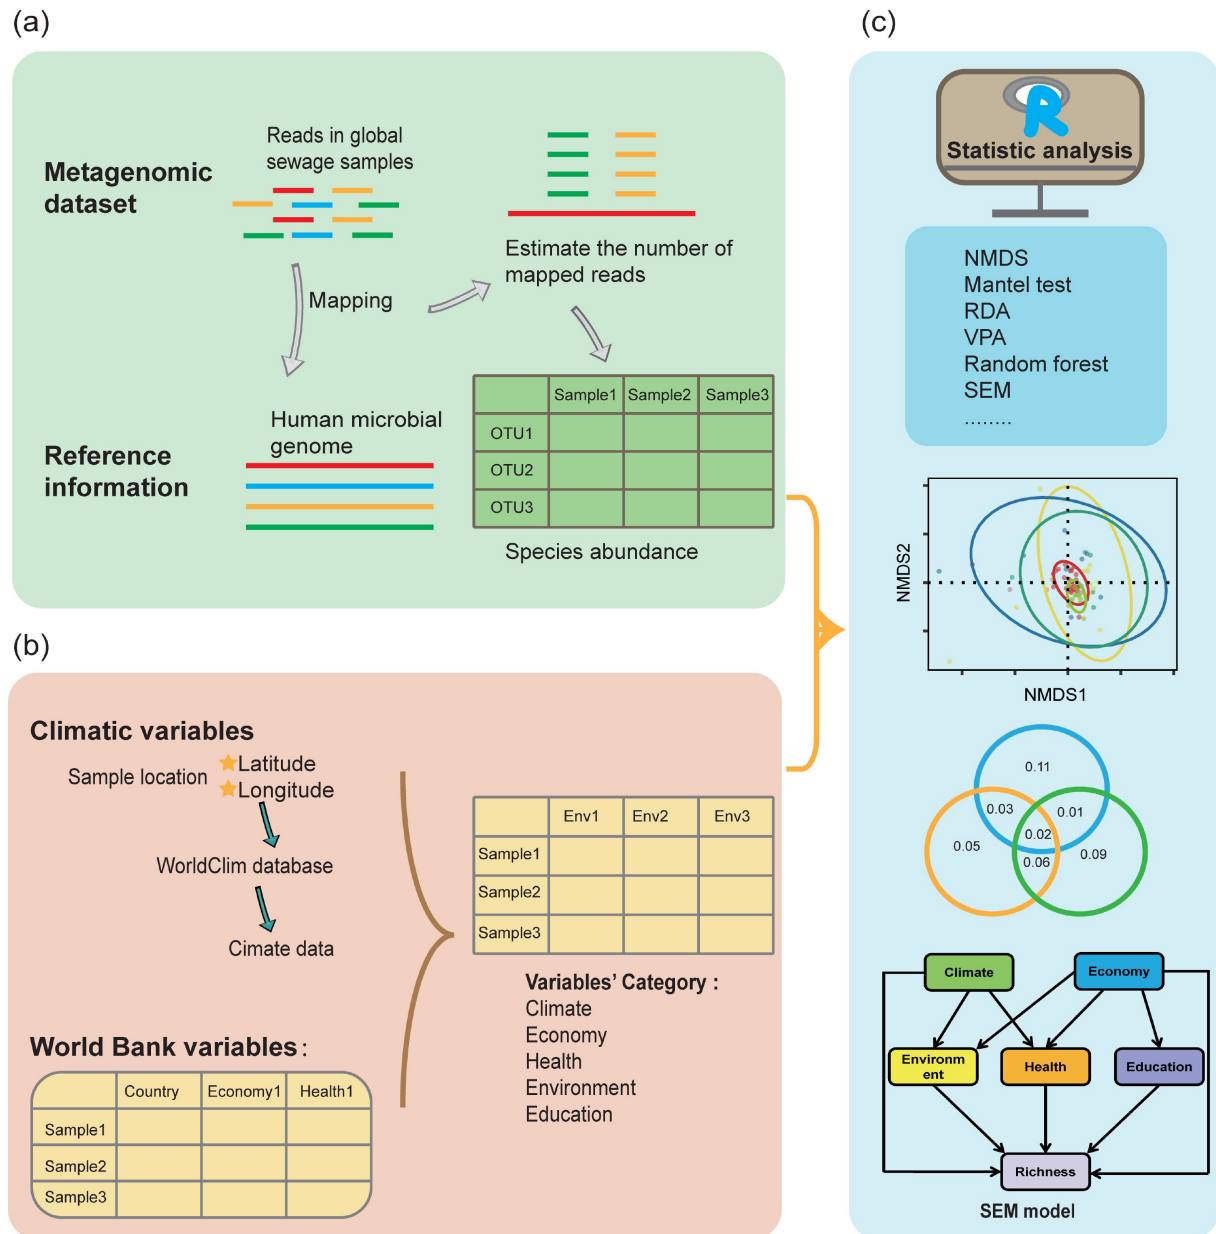 (a)
Metagenomic
dataset
Reads in global
sewage samples
Mapping
Estimate the number of
mapped reads
Reference
information
Human microbial
genome
Sample1 Sample2 Sample3
OTU1
OTU2
OTU3
Species abundance
(b)
Climatic variables
Sample location
Latitude
Longitude
WorldClim database
Cimate data
World Bank variables :
Country Economy1 Health1
Sample1
Sample2
Sample3
Env1 Env2 Env3
Sample1
Sample2
Sample3
Variables’ Category :
Climate
Economy
Health
Environment
Education
(c)
R
Statistic analysis
NMDS
Mantel test
RDA
VPA
Random forest
SEM
........
NMDS2
NMDS1
0.11
0.03 0.01
0.02
0.05 0.06 0.09
Climate Economy
Environm
ent
Health
Education
Richness
SEM model